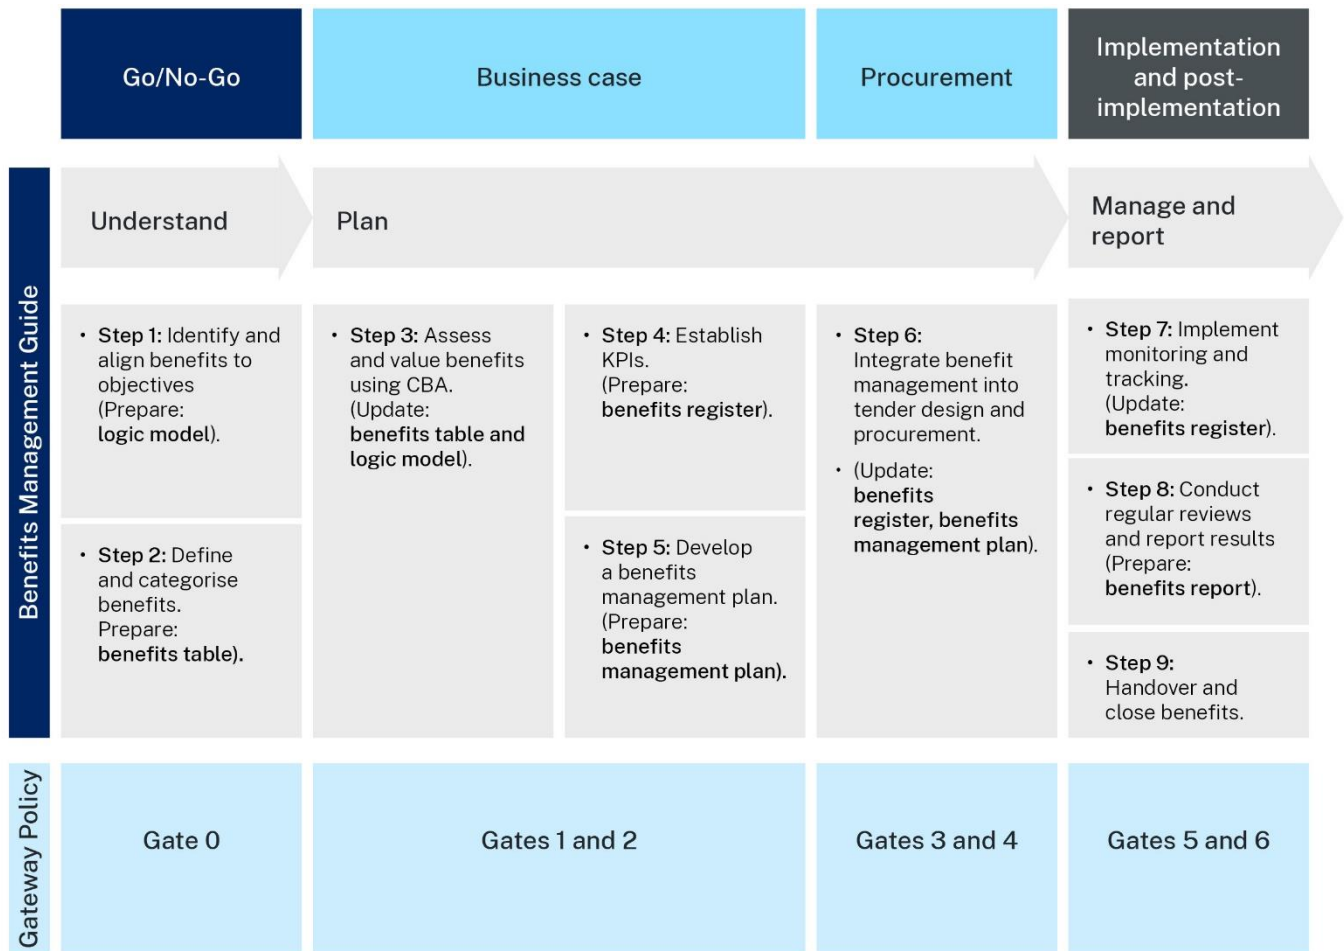 Go/No-Go
Business case
Procurement
Implementation
and post-
implementation
Benefits Management Guide
Understand
Plan
Manage and
report
• Step 1: Identify and
align benefits to
objectives
(Prepare:
logic model).
• Step 2: Define
and categorise
benefits.
Prepare:
benefits table).
• Step 3: Assess
and value benefits
using CBA.
(Update:
benefits table and
logic model).
• Step 4: Establish
KPIs.
(Prepare:
benefits register).
• Step 5: Develop
a benefits
management plan.
(Prepare:
benefits
management plan).
• Step 6:
Integrate benefit
management into
tender design and
procurement.
• (Update:
benefits
register, benefits
management plan).
• Step 7: Implement
monitoring and
tracking.
(Update:
benefits register).
• Step 8: Conduct
regular reviews
and report results
(Prepare:
benefits report).
• Step 9:
Handover and
close benefits.
Gateway Policy
Gate 0
Gates 1 and 2
Gates 3 and 4
Gates 5 and 6